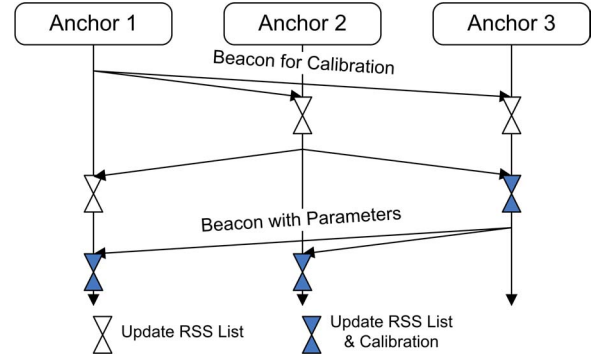 Anchor 1
Anchor 2
Anchor 3
Beacon for Calibration
Beacon with Parameters
Update RSS List
Update RSS List
& Calibration